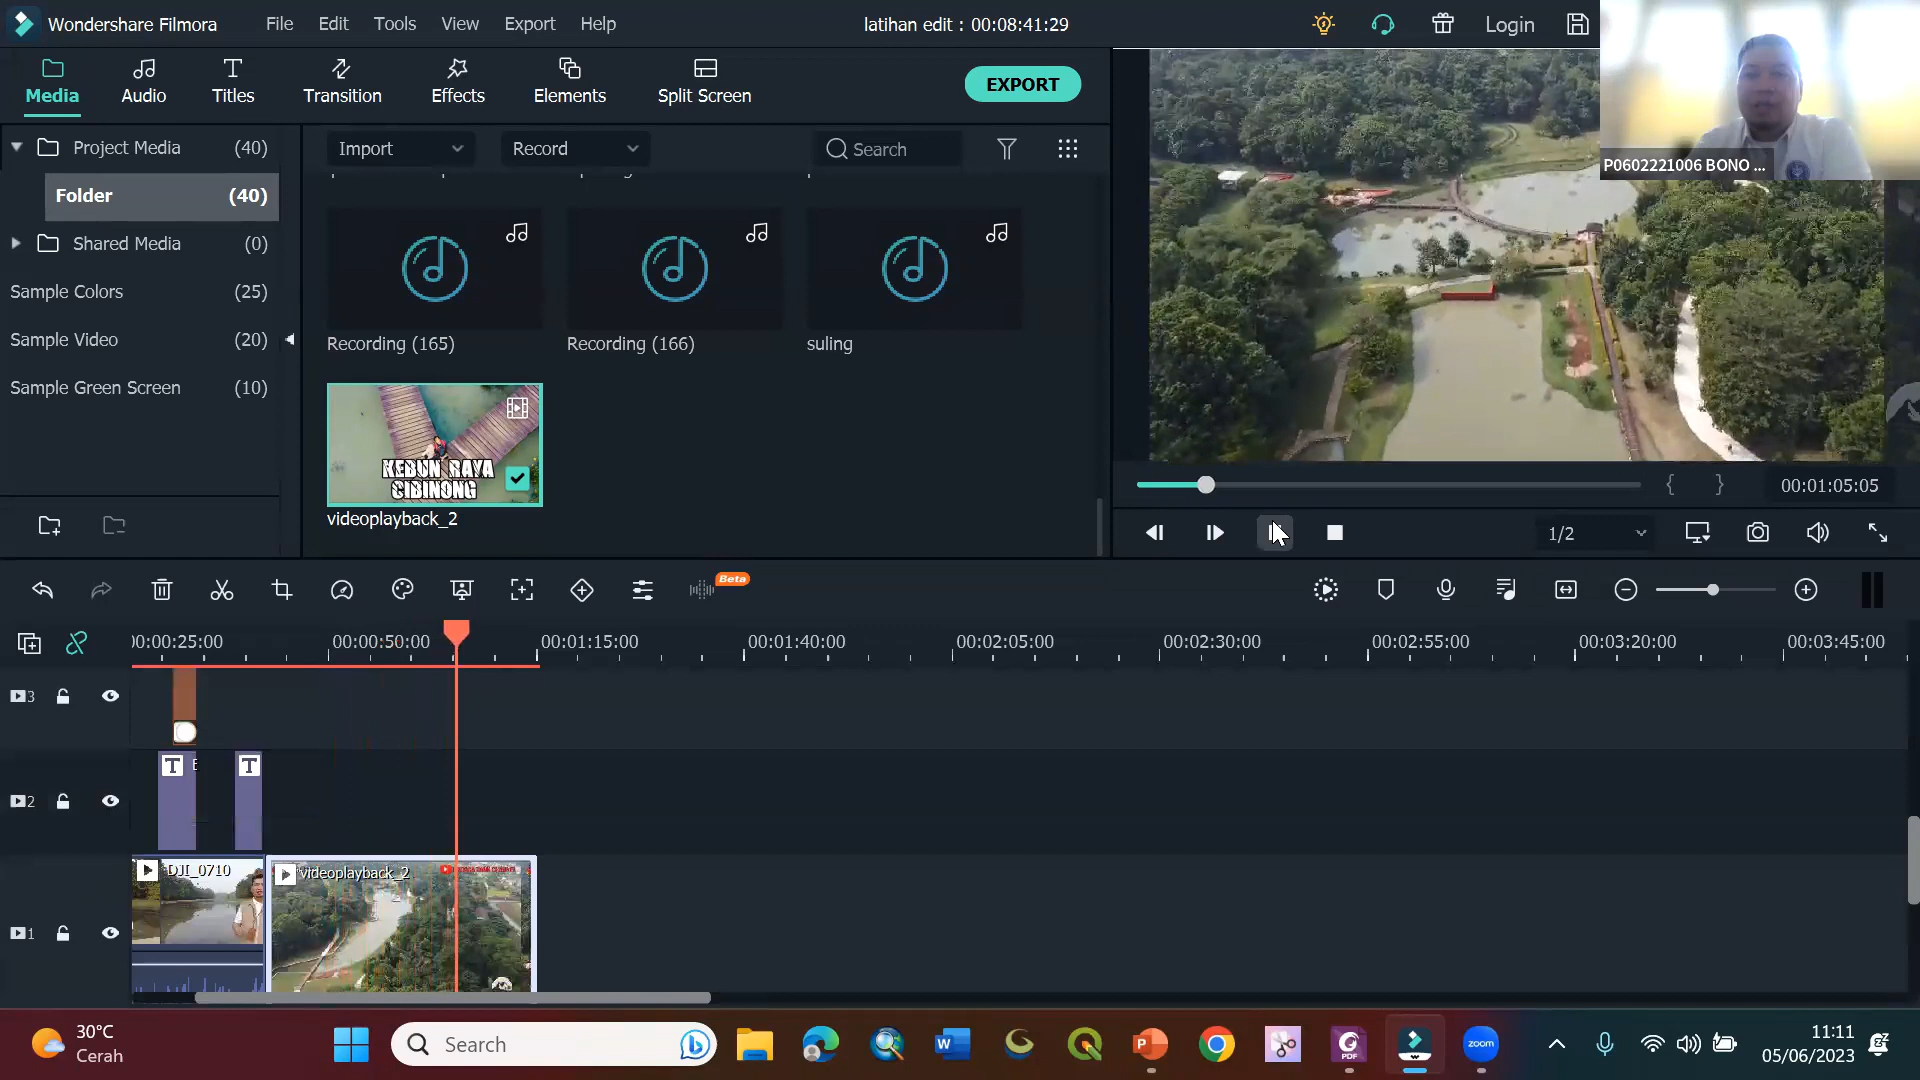 Wondershare Filmora
File
Edit
Tools
View
Export
Help
latihan edit : 00:08:41:29
Login
Media
Audio
Titles
Transition
Effects
Elements
Split Screen
EXPORT
P0602221006 BONO ...
Project Media (40)
Folder (40)
Shared Media (0)
Sample Colors (25)
Sample Video (20)
Sample Green Screen (10)
Import
Record
Search
Recording (165)
Recording (166)
suling
KEBUN RAYA
CIBINONG
videoplayback_2
00:01:05:05
1/2
Beta
00:00:25:00
00:00:50:00
00:01:15:00
00:01:40:00
00:02:05:00
00:02:30:00
00:02:55:00
00:03:20:00
00:03:45:00
3
2
T
T
1
DJI_0710
videoplayback_2
30°C
Cerah
Search
zoom
11:11
05/06/2023